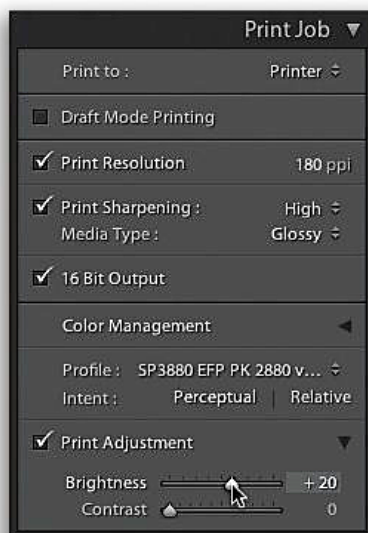 Print Job
Print to : Printer
Draft Mode Printing
Print Resolution 180 ppi
Print Sharpening : High
Media Type : Glossy
16 Bit Output
Color Management
Profile : SP3880 EFP PK 2880 v...
Intent : Perceptual | Relative
Print Adjustment
Brightness + 20
Contrast 0